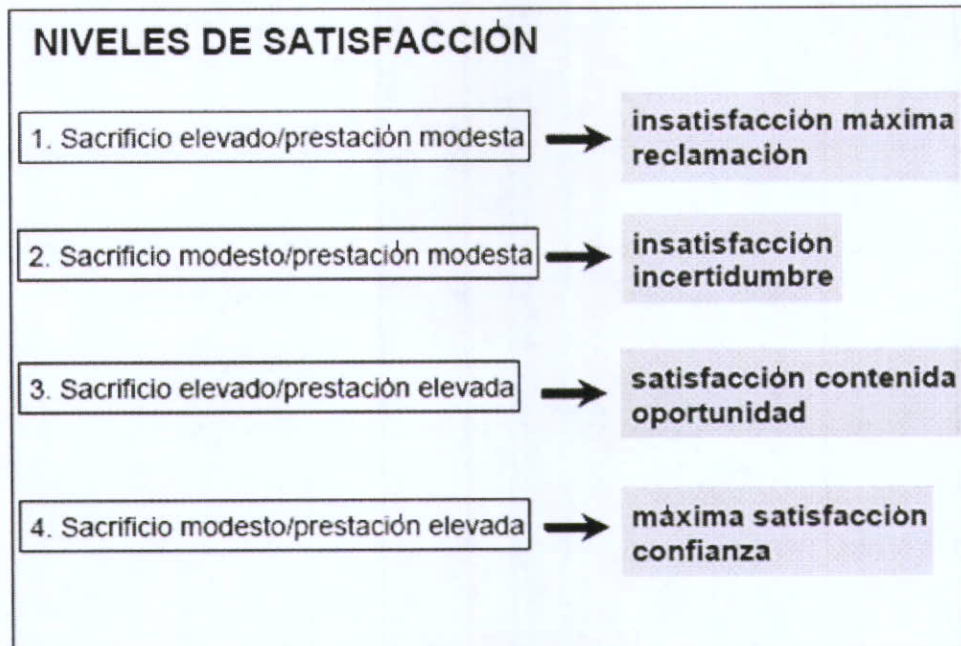 NIVELES DE SATISFACCIÓN
1. Sacrificio elevado/prestación modesta
insatisfacción máxima
reclamación
2. Sacrificio modesto/prestación modesta
insatisfacción
incertidumbre
3. Sacrificio elevado/prestación elevada
satisfacción contenida
oportunidad
4. Sacrificio modesto/prestación elevada
máxima satisfacción
confianza